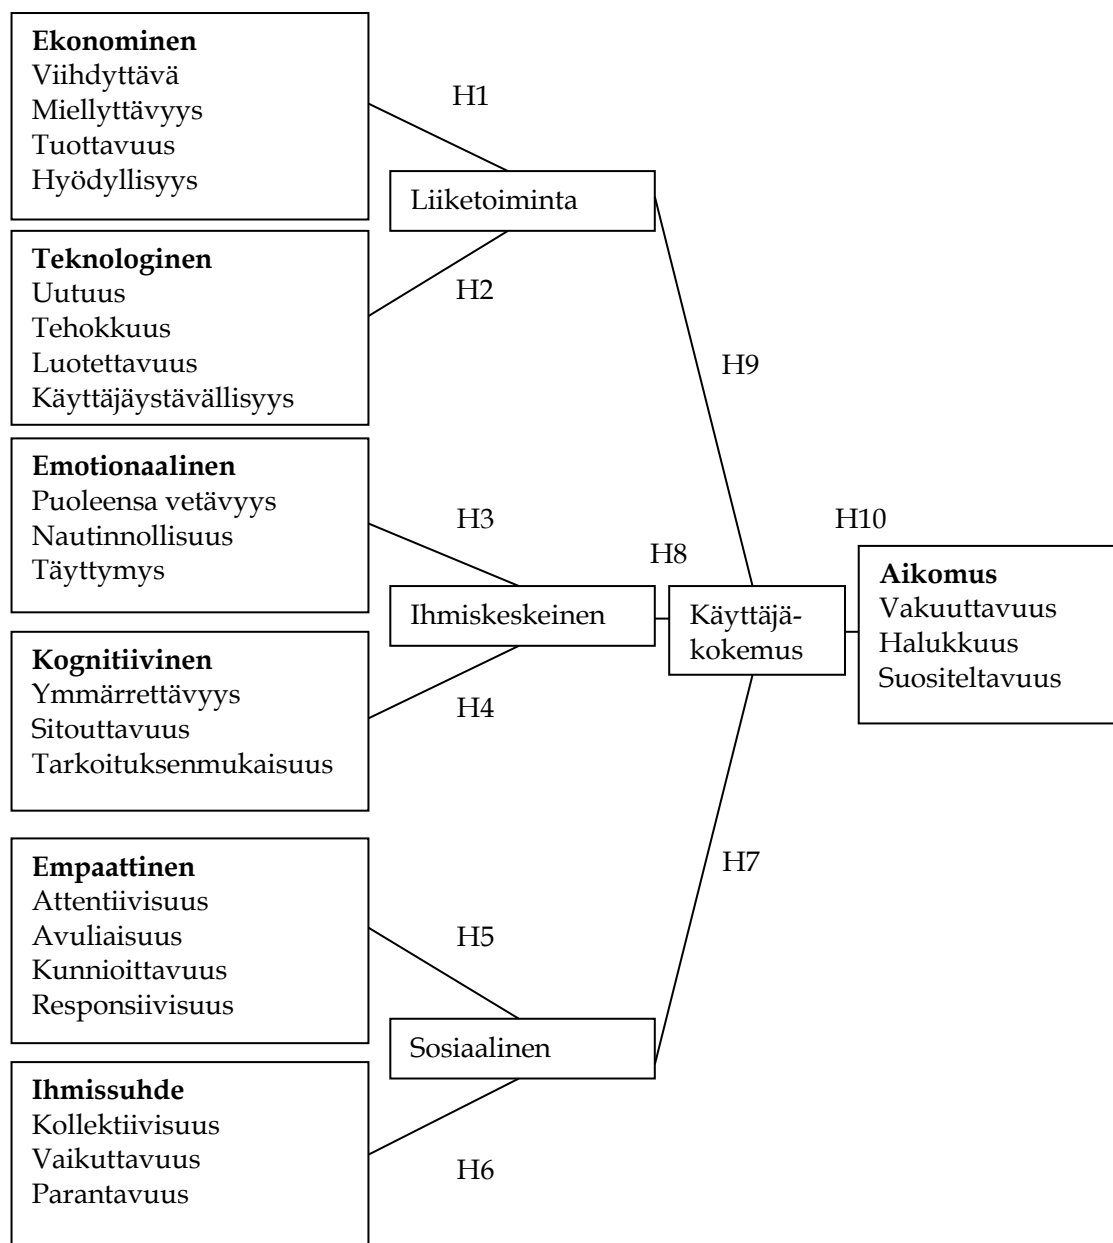 Ekonominen
Viihdyttävä
Miellyttävyys
Tuottavuus
Hyödyllisyys
H1
Liiketoiminta
Teknologinen
Uutuus
Tehokkuus
Luotettavuus
Käyttäjäystävällisyys
H2
H9
Emotionaalinen
Puoleensa vetävyys
Nautinnollisuus
Täyttymys
H3
Ihmiskeskeinen
H8
Käyttäjä-
kokemus
H10
Aikomus
Vakuuttavuus
Halukkuus
Suositeltavuus
Kognitiivinen
Ymmärrettävyys
Sitouttavuus
Tarkoituksenmukaisuus
H4
H7
Empaattinen
Attentiivisuus
Avuliaisuus
Kunnioittavuus
Responsiivisuus
H5
Sosiaalinen
Ihmissuhde
Kollektiivisuus
Vaikuttavuus
Parantavuus
H6